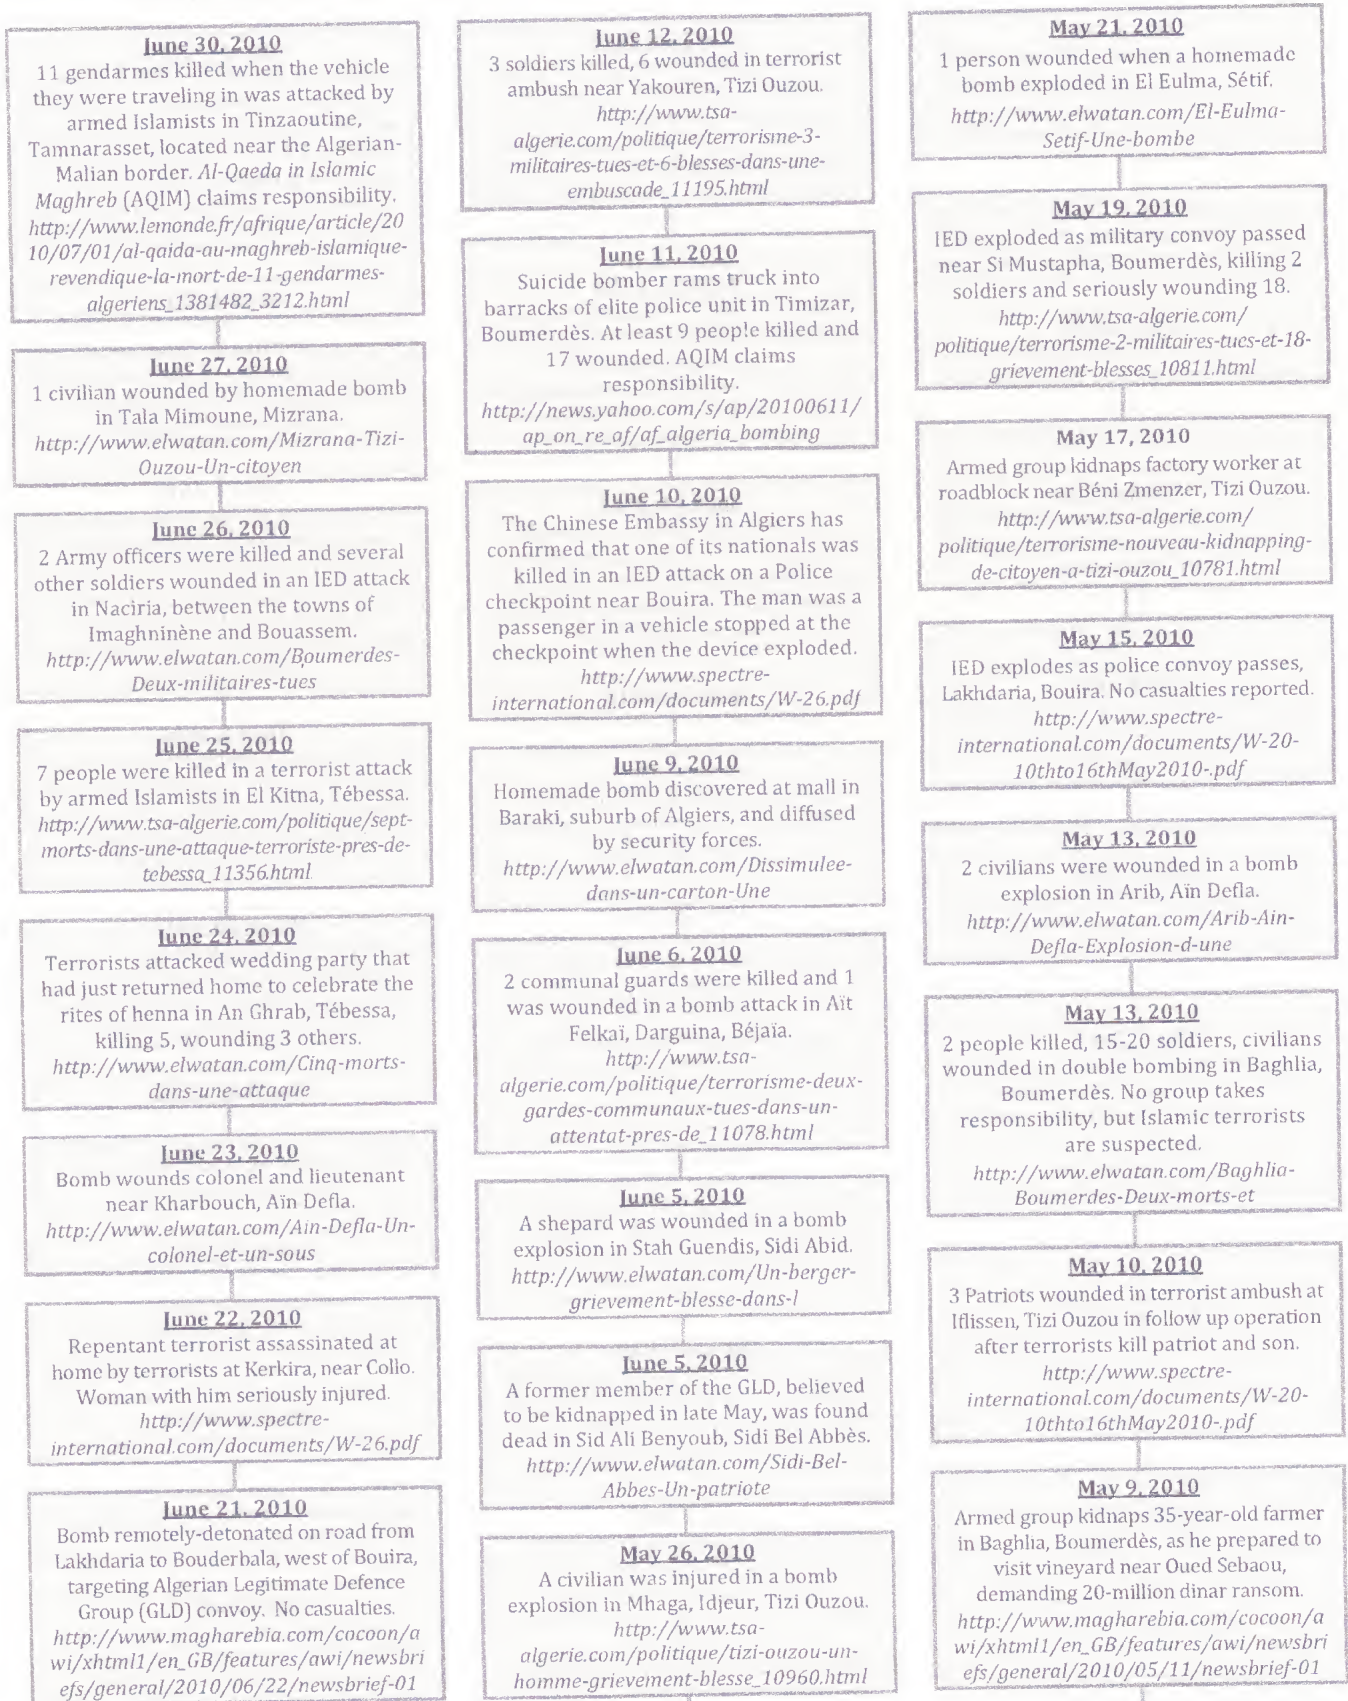 June 30, 2010
11 gendarmes killed when the vehicle
they were traveling in was attacked by
armed Islamists in Tinzaoutine,
Tamnarasset, located near the Algerian-
Malian border. Al-Qaeda in Islamic
Maghreb (AQIM) claims responsibility.
http://www.lemonde.fr/afrique/article/20
10/07/01/al-qaida-au-maghreb-islamique-
revendique-la-mort-de-11-gendarmes-
algeriens_1381482_3212.html
June 27, 2010
1 civilian wounded by homemade bomb
in Tala Mimoune, Mizrana.
http://www.elwatan.com/Mizrana-Tizi-
Ouzou-Un-citoyen
June 26, 2010
2 Army officers were killed and several
other soldiers wounded in an IED attack
in Naciria, between the towns of
Imaghninène and Bouassem.
http://www.elwatan.com/Boumerdes-
Deux-militaires-tues
June 25, 2010
7 people were killed in a terrorist attack
by armed Islamists in El Kitna, Tébessa.
http://www.tsa-algerie.com/politique/sept-
morts-dans-une-attaque-terroriste-pres-de-
tebessa_11356.html
June 24, 2010
Terrorists attacked wedding party that
had just returned home to celebrate the
rites of henna in An Ghrab, Tébessa,
killing 5, wounding 3 others.
http://www.elwatan.com/Cinq-morts-
dans-une-attaque
June 23, 2010
Bomb wounds colonel and lieutenant
near Kharbouch, Aïn Defla.
http://www.elwatan.com/Ain-Defla-Un-
colonel-et-un-sous
June 22, 2010
Repentant terrorist assassinated at
home by terrorists at Kerkira, near Collo.
Woman with him seriously injured.
http://www.spectre-
international.com/documents/W-26.pdf
June 21, 2010
Bomb remotely-detonated on road from
Lakhdaria to Bouderbala, west of Bouira,
targeting Algerian Legitimate Defence
Group (GLD) convoy. No casualties.
http://www.magharebia.com/cocoon/a
wi/xhtml1/en_GB/features/awi/newsbri
efs/general/2010/06/22/newsbrief-01
June 12, 2010
3 soldiers killed, 6 wounded in terrorist
ambush near Yakouren, Tizi Ouzou.
http://www.tsa-
algerie.com/politique/terrorisme-3-
militaires-tues-et-6-blesses-dans-une-
embuscade_11195.html
June 11, 2010
Suicide bomber rams truck into
barracks of elite police unit in Timizar,
Boumerdès. At least 9 people killed and
17 wounded. AQIM claims
responsibility.
http://news.yahoo.com/s/ap/20100611/
ap_on_re_af/af_algeria_bombing
June 10, 2010
The Chinese Embassy in Algiers has
confirmed that one of its nationals was
killed in an IED attack on a Police
checkpoint near Bouira. The man was a
passenger in a vehicle stopped at the
checkpoint when the device exploded.
http://www.spectre-
international.com/documents/W-26.pdf
June 9, 2010
Homemade bomb discovered at mall in
Baraki, suburb of Algiers, and diffused
by security forces.
http://www.elwatan.com/Dissimulee-
dans-un-carton-Une
June 6, 2010
2 communal guards were killed and 1
was wounded in a bomb attack in Aït
Felkaï, Darguina, Béjaïa.
http://www.tsa-
algerie.com/politique/terrorisme-deux-
gardes-communaux-tues-dans-un-
attentat-pres-de_11078.html
June 5, 2010
A shepard was wounded in a bomb
explosion in Stah Guendis, Sidi Abid.
http://www.elwatan.com/Un-berger-
grievement-blesse-dans-l
June 5, 2010
A former member of the GLD, believed
to be kidnapped in late May, was found
dead in Sid Ali Benyoub, Sidi Bel Abbès.
http://www.elwatan.com/Sidi-Bel-
Abbes-Un-patriote
May 26, 2010
A civilian was injured in a bomb
explosion in Mhaga, Idjeur, Tizi Ouzou.
http://www.tsa-
algerie.com/politique/tizi-ouzou-un-
homme-grievement-blesse_10960.html
May 21, 2010
1 person wounded when a homemade
bomb exploded in El Eulma, Sétif.
http://www.elwatan.com/El-Eulma-
Setif-Une-bombe
May 19, 2010
IED exploded as military convoy passed
near Si Mustapha, Boumerdès, killing 2
soldiers and seriously wounding 18.
http://www.tsa-algerie.com/
politique/terrorisme-2-militaires-tues-et-18-
grievement-blesses_10811.html
May 17, 2010
Armed group kidnaps factory worker at
roadblock near Béni Zmenzer, Tizi Ouzou.
http://www.tsa-algerie.com/
politique/terrorisme-nouveau-kidnapping-
de-citoyen-a-tizi-ouzou_10781.html
May 15, 2010
IED explodes as police convoy passes,
Lakhdaria, Bouira. No casualties reported.
http://www.spectre-
international.com/documents/W-20-
10thto16thMay2010-.pdf
May 13, 2010
2 civilians were wounded in a bomb
explosion in Arib, Aïn Defla.
http://www.elwatan.com/Arib-Ain-
Defla-Explosion-d-une
May 13, 2010
2 people killed, 15-20 soldiers, civilians
wounded in double bombing in Baghlia,
Boumerdès. No group takes
responsibility, but Islamic terrorists
are suspected.
http://www.elwatan.com/Baghlia-
Boumerdes-Deux-morts-et
May 10, 2010
3 Patriots wounded in terrorist ambush at
Iflissen, Tizi Ouzou in follow up operation
after terrorists kill patriot and son.
http://www.spectre-
international.com/documents/W-20-
10thto16thMay2010-.pdf
May 9, 2010
Armed group kidnaps 35-year-old farmer
in Baghlia, Boumerdès, as he prepared to
visit vineyard near Oued Sebaou,
demanding 20-million dinar ransom.
http://www.magharebia.com/cocoon/a
wi/xhtml1/en_GB/features/awi/newsbri
efs/general/2010/05/11/newsbrief-01